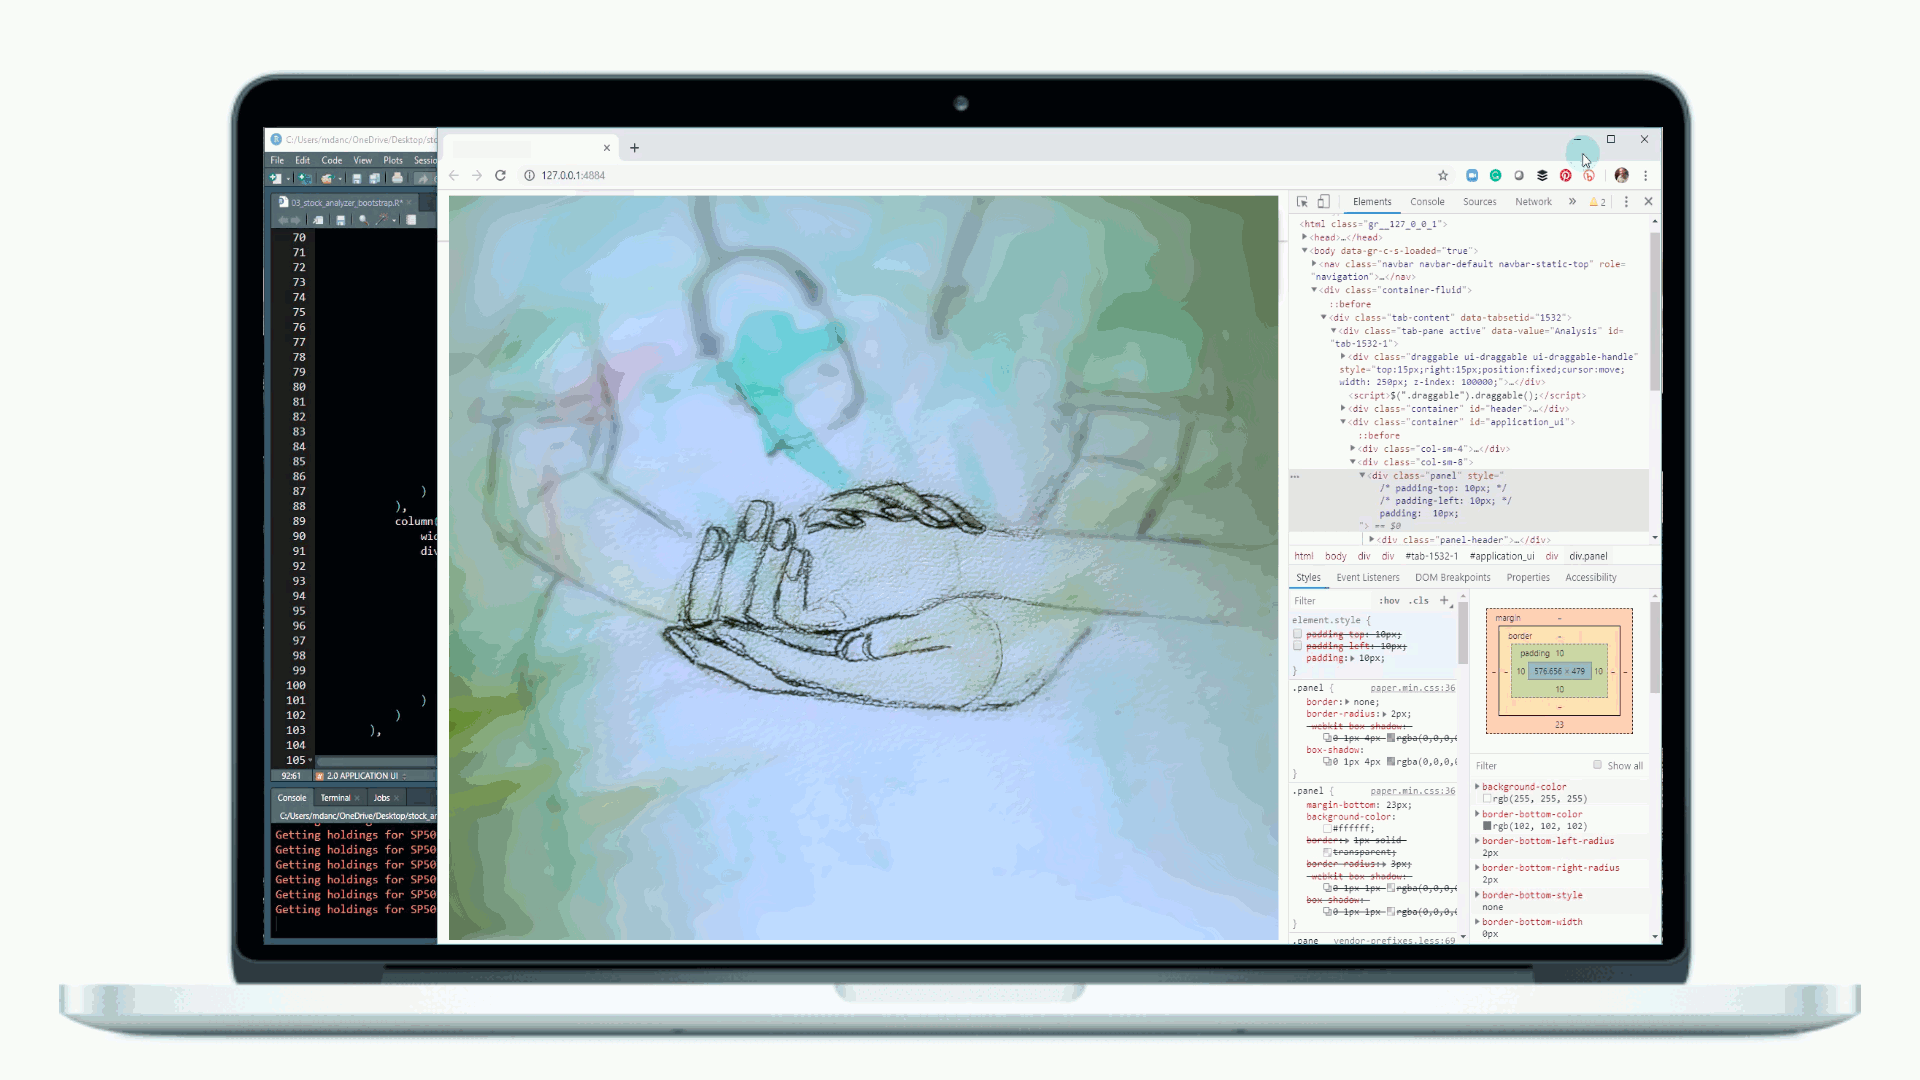 C:/Users/mdanc/OneDrive/Desktop/sto
File Edit Code View Plots Sessio
127.0.0.1:4884
03_stock_analyzer_bootstrap.R*
70
71
72
73
74
75
76
77
78
79
80
81
82
83
84
85
86
87 )
88 ),
89 column(
90 wid
91 div
92
93
94
95
96
97
98
99
100
101 )
102 )
103 ),
104
105
92:61 2.0 APPLICATION UI
Console Terminal Jobs
C:/Users/mdanc/OneDrive/Desktop/stock_an
Getting holdings for SP50
Getting holdings for SP50
Getting holdings for SP50
Getting holdings for SP50
Getting holdings for SP50
Getting holdings for SP50
Elements Console Sources Network » 2
<html class="gr__127_0_0_1">
<head>…</head>
<body data-gr-c-s-loaded="true">
<nav class="navbar navbar-default navbar-static-top" role=
"navigation">…</nav>
<div class="container-fluid">
::before
<div class="tab-content" data-tabsetid="1532">
<div class="tab-pane active" data-value="Analysis" id=
"tab-1532-1">
<div class="draggable ui-draggable ui-draggable-handle"
style="top:15px;right:15px;position:fixed;cursor:move;
width: 250px; z-index: 100000;">…</div>
<script>$(".draggable").draggable();</script>
<div class="container" id="header">…</div>
<div class="container" id="application_ui">
::before
<div class="col-sm-4">…</div>
<div class="col-sm-8">
<div class="panel" style="
/* padding-top: 10px; */
/* padding-left: 10px; */
padding: 10px;
"> == $0
<div class="panel-header">…</div>
html body div div #tab-1532-1 #application_ui div div.panel
Styles Event Listeners DOM Breakpoints Properties Accessibility
Filter :hov .cls +
element.style {
padding-top: 10px;
padding-left: 10px;
padding: 10px;
}
.panel { paper.min.css:36
border: none;
border-radius: 2px;
-webkit-box-shadow:
0 1px 4px rgba(0,0,0,0
box-shadow:
0 1px 4px rgba(0,0,0,0
}
.panel { paper.min.css:36
margin-bottom: 23px;
background-color:
#ffffff;
border: 1px solid
transparent;
border-radius: 3px;
-webkit-box-shadow:
0 1px 1px rgba(0,0,0,0
box-shadow:
0 1px 1px rgba(0,0,0,0
}
.pane vendor-prefixes.less:69
margin -
border -
padding 10
10 576.656 × 479 10
10
-
23
Filter Show all
background-color
rgb(255, 255, 255)
border-bottom-color
rgb(102, 102, 102)
border-bottom-left-radius
2px
border-bottom-right-radius
2px
border-bottom-style
none
border-bottom-width
0px